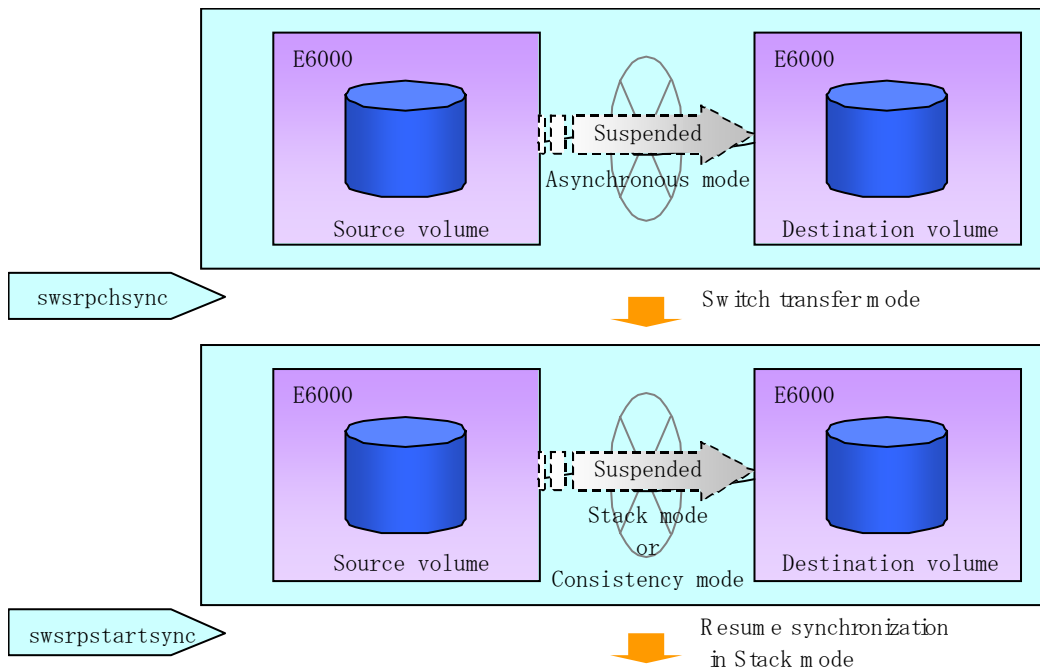 E6000
E6000
Suspended
Asynchronous mode
Source volume
Destination volume
swsrpchsync
Switch transfer mode
E6000
E6000
Suspended
Stack mode
or
Consistency mode
Source volume
Destination volume
swsrpstartsync
Resume synchronization
in Stack mode